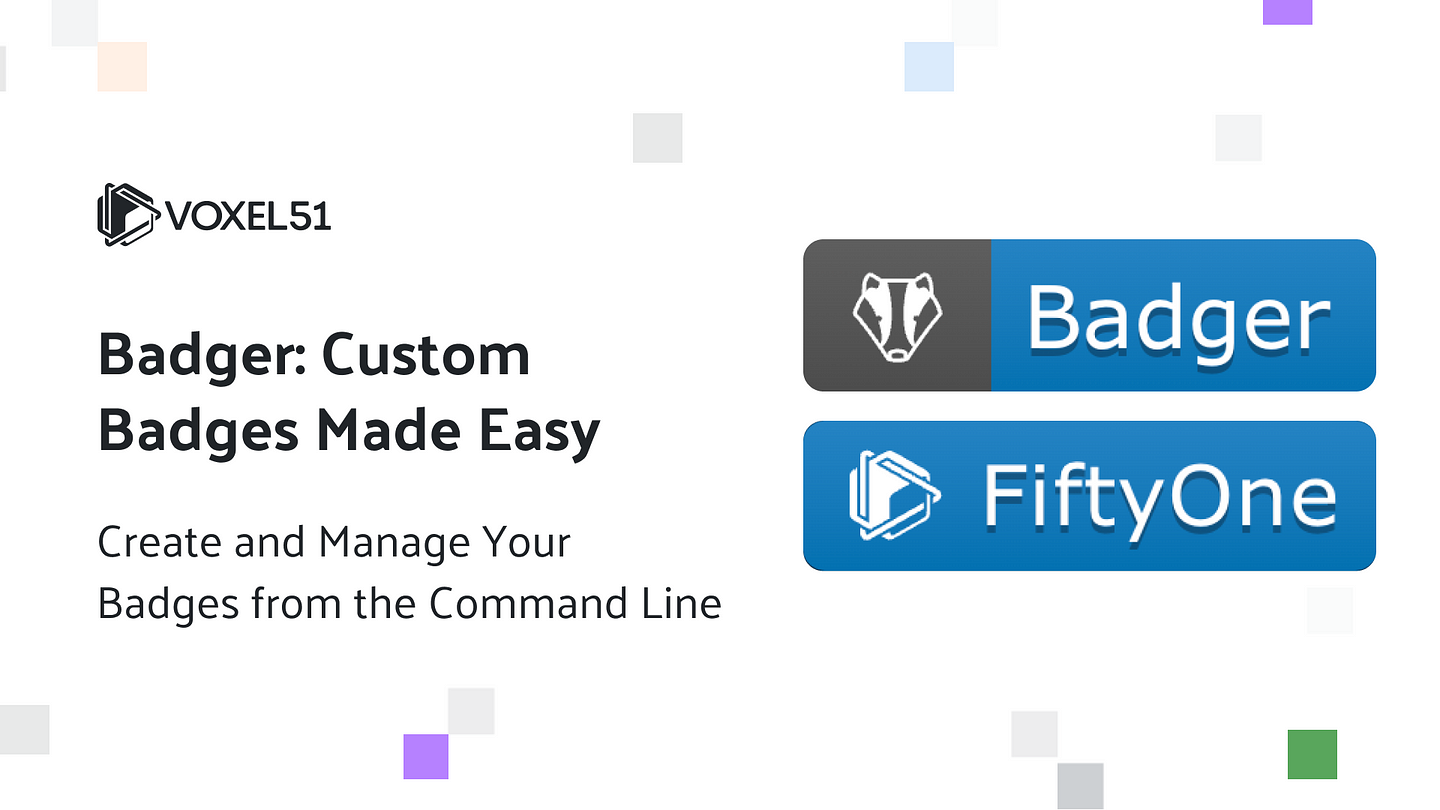 VOXEL51
Badger: Custom
Badges Made Easy
Create and Manage Your
Badges from the Command Line
Badger
FiftyOne